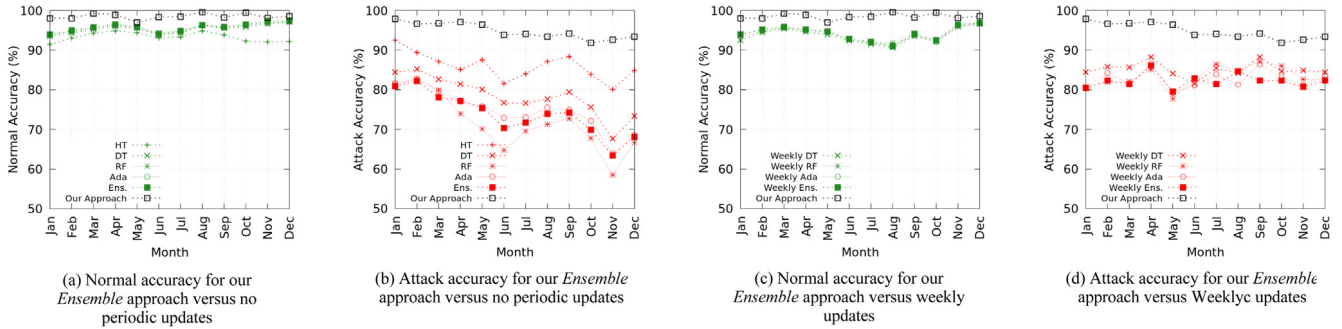 Normal Accuracy (%)
100
90
80
70
60
50
HT
DT
RF
Ada
Ens.
Our Approach
Jan Feb Mar Apr May Jun Jul Aug Sep Oct Nov Dec
Month
(a) Normal accuracy for our
Ensemble approach versus no
periodic updates
Attack Accuracy (%)
100
90
80
70
60
50
HT
DT
RF
Ada
Ens.
Our Approach
Jan Feb Mar Apr May Jun Jul Aug Sep Oct Nov Dec
Month
(b) Attack accuracy for our Ensemble
approach versus no periodic updates
Normal Accuracy (%)
100
90
80
70
60
50
Weekly DT
Weekly RF
Weekly Ada
Weekly Ens.
Our Approach
Jan Feb Mar Apr May Jun Jul Aug Sep Oct Nov Dec
Month
(c) Normal accuracy for our
Ensemble approach versus weekly
updates
Attack Accuracy (%)
100
90
80
70
60
50
Weekly DT
Weekly RF
Weekly Ada
Weekly Ens.
Our Approach
Jan Feb Mar Apr May Jun Jul Aug Sep Oct Nov Dec
Month
(d) Attack accuracy for our Ensemble
approach versus Weeklyc updates